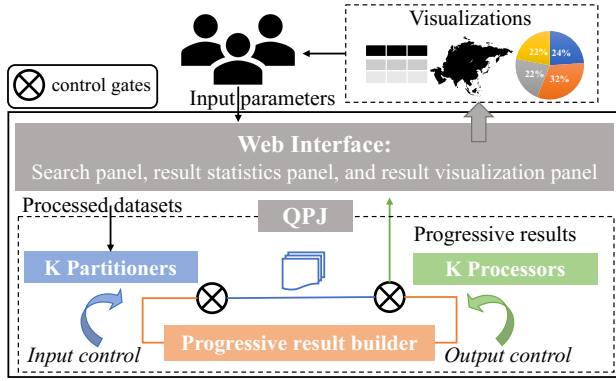 Visualizations
22%
24%
22%
32%
control gates
Input parameters
Web Interface:
Search panel, result statistics panel, and result visualization panel
Processed datasets
QPJ
Progressive results
K Partitioners
K Processors
Progressive result builder
Input control
Output control